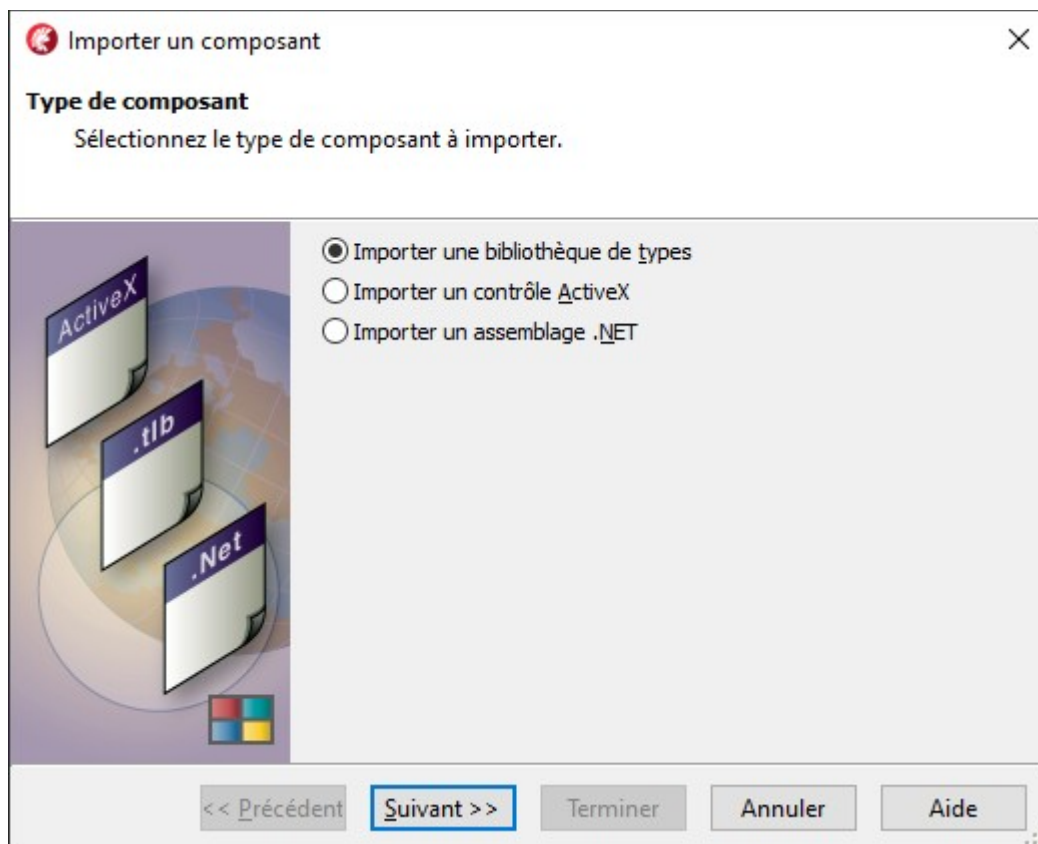 Importer un composant
Type de composant
Sélectionnez le type de composant à importer.
ActiveX
.tlb
.Net
Importer une bibliothèque de types
Importer un contrôle ActiveX
Importer un assemblage .NET
<< Précédent
Suivant >>
Terminer
Annuler
Aide